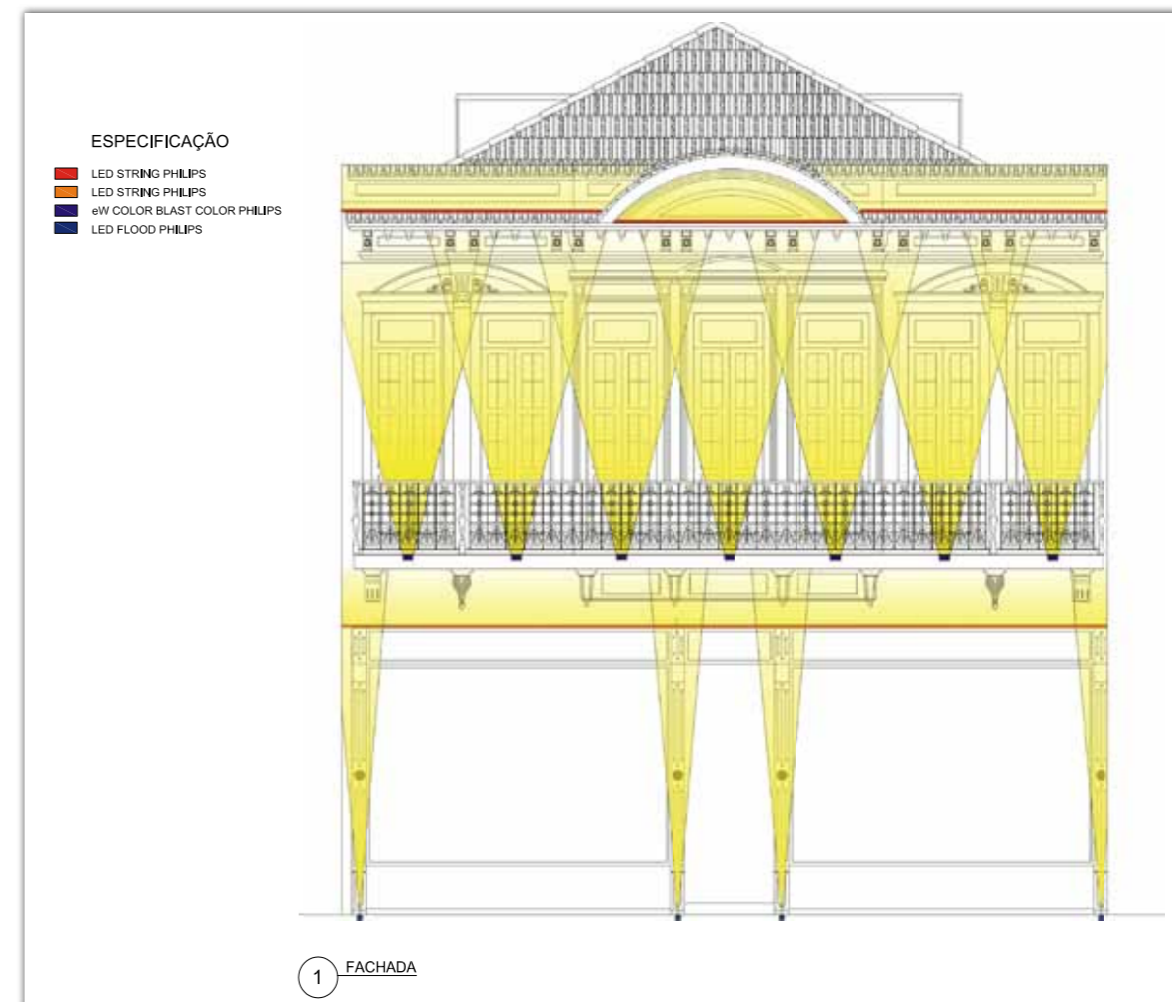 ESPECIFICAÇÃO
LED STRING PHILIPS
LED STRING PHILIPS
eW COLOR BLAST COLOR PHILIPS
LED FLOOD PHILIPS
1 FACHADA